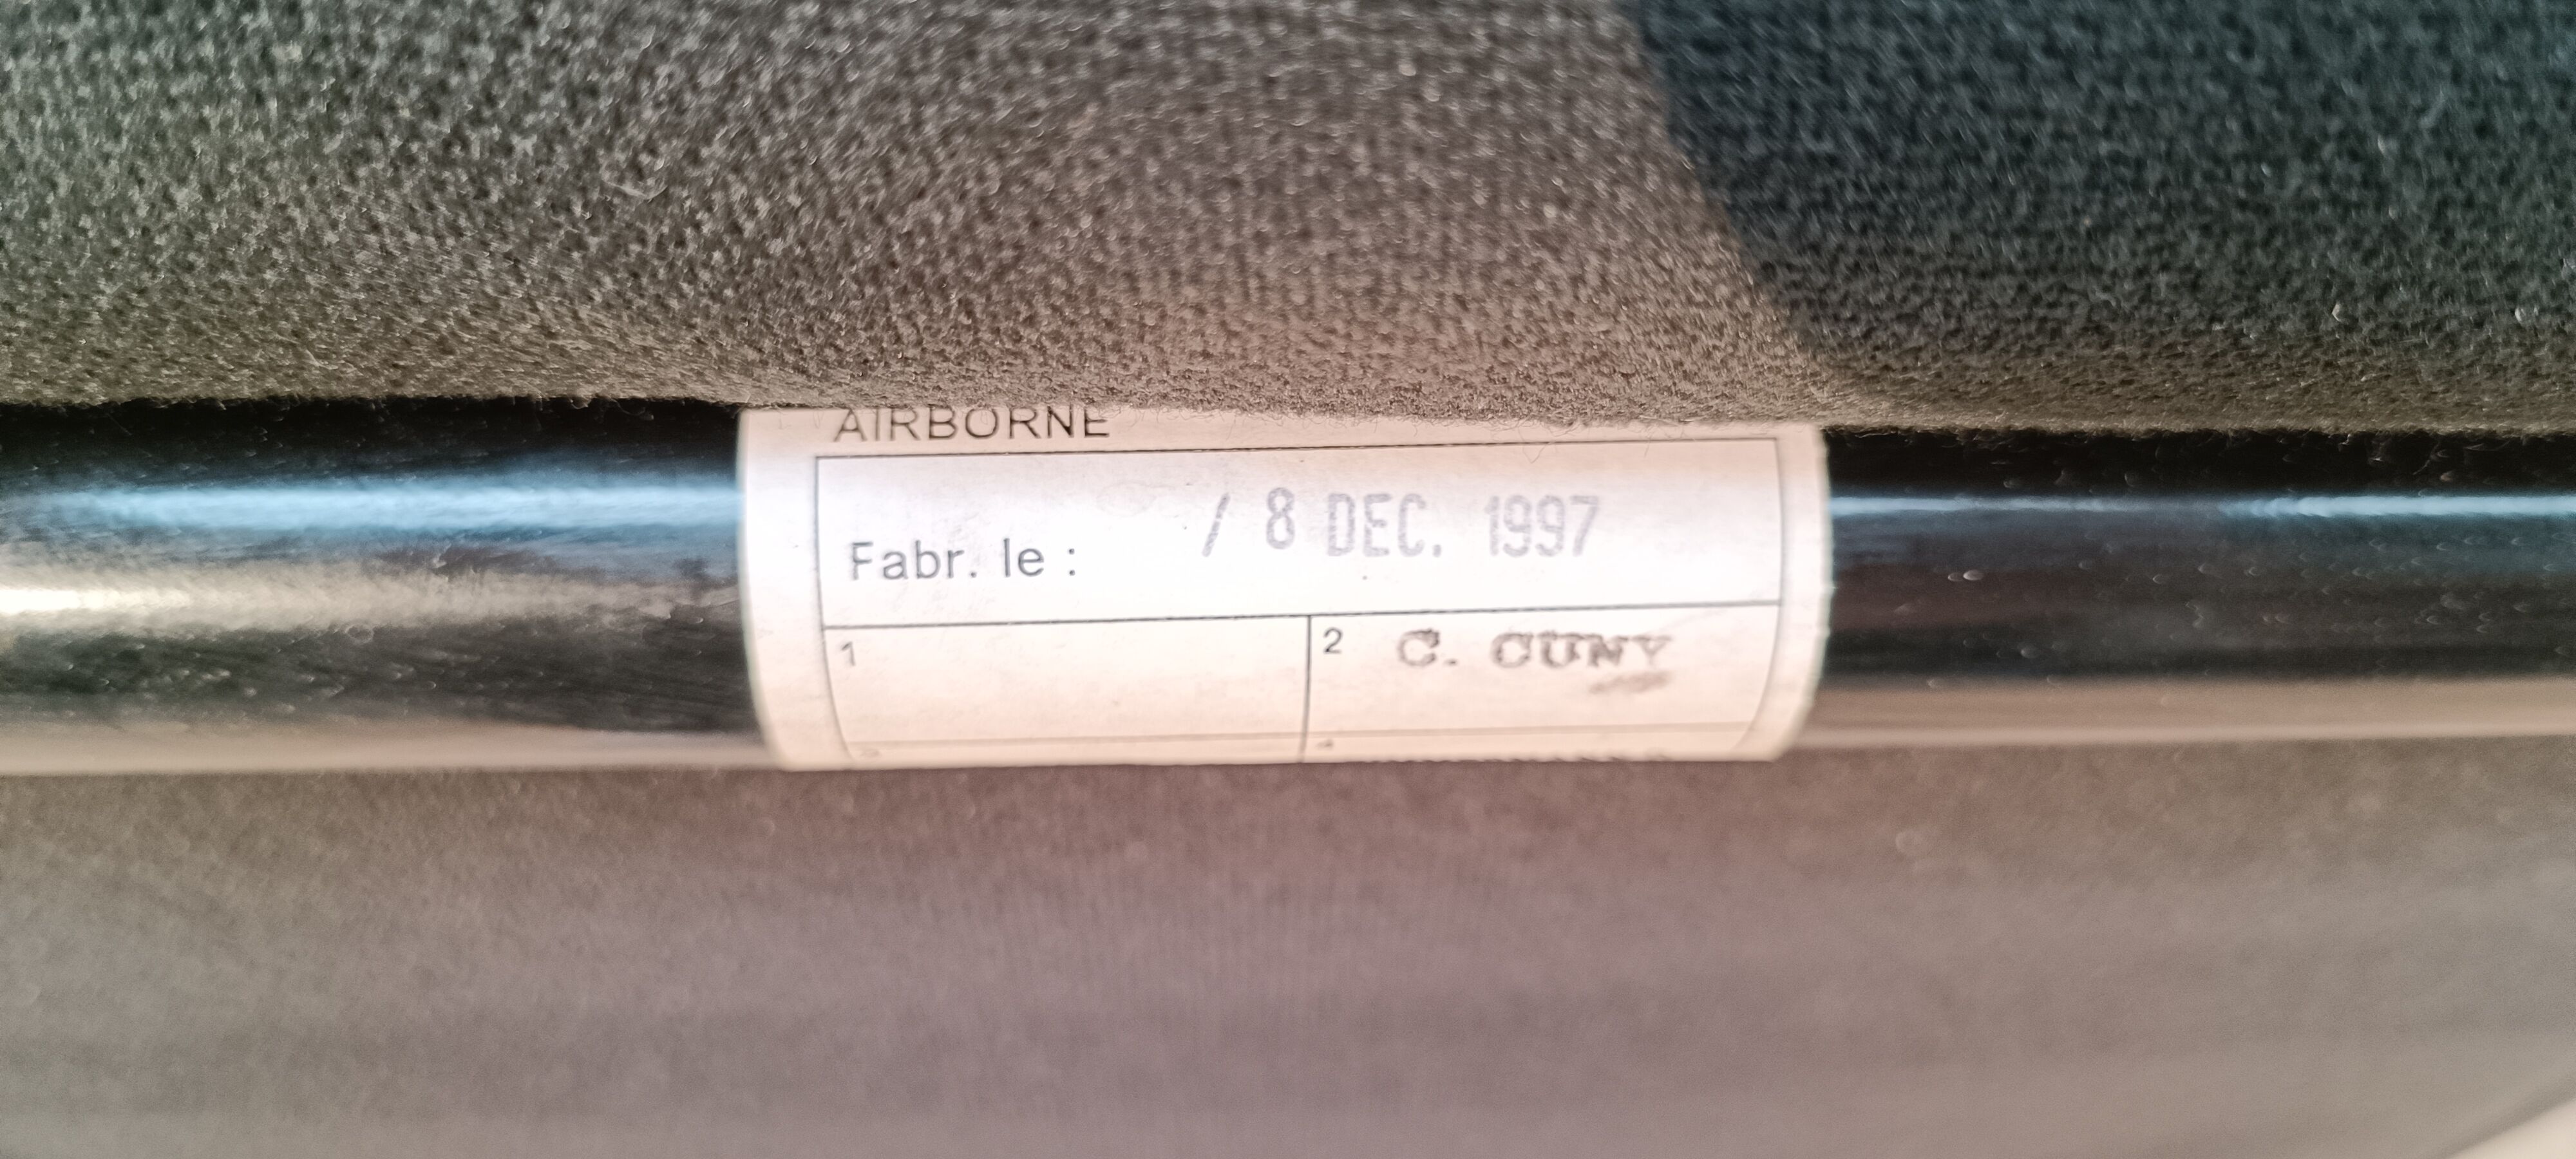 AIRBORNE
Fabr. le : / 8 DEC. 1997
1
2 C. CUNY